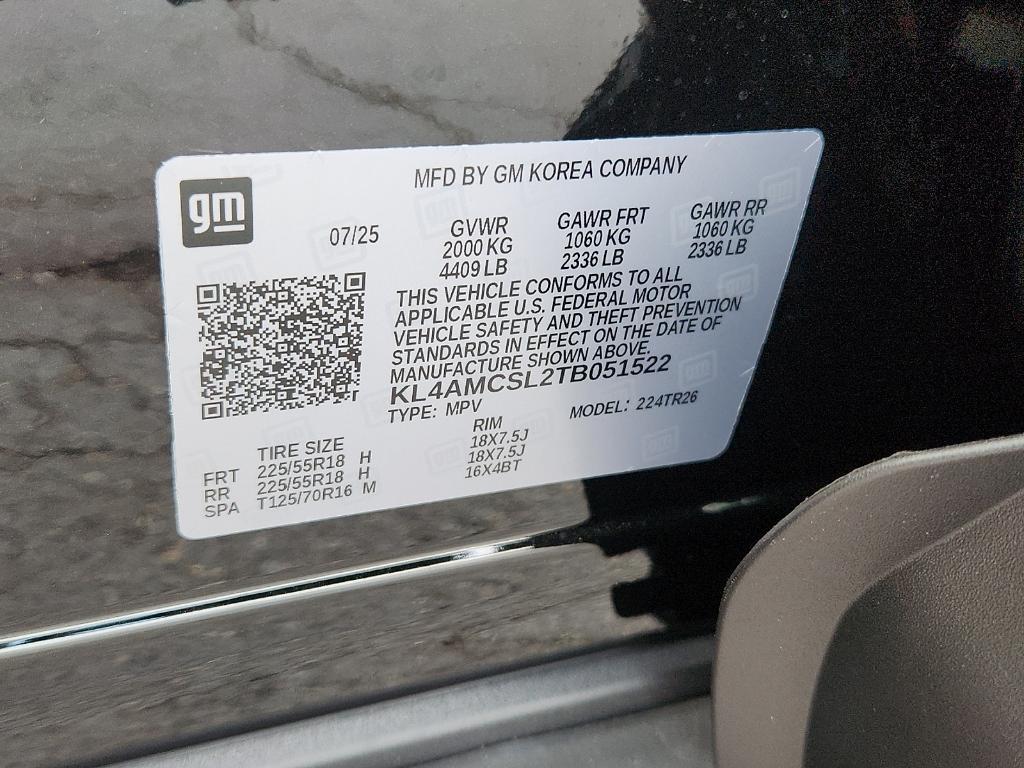 gm
MFD BY GM KOREA COMPANY
07/25
GVWR
2000 KG
4409 LB
GAWR FRT
1060 KG
2336 LB
GAWR RR
1060 KG
2336 LB
THIS VEHICLE CONFORMS TO ALL
APPLICABLE U.S. FEDERAL MOTOR
VEHICLE SAFETY AND THEFT PREVENTION
STANDARDS IN EFFECT ON THE DATE OF
MANUFACTURE SHOWN ABOVE.
KL4AMCSL2TB051522
TYPE: MPV MODEL: 224TR26
TIRE SIZE RIM
FRT 225/55R18 H 18X7.5J
RR 225/55R18 H 18X7.5J
SPA T125/70R16 M 16X4BT